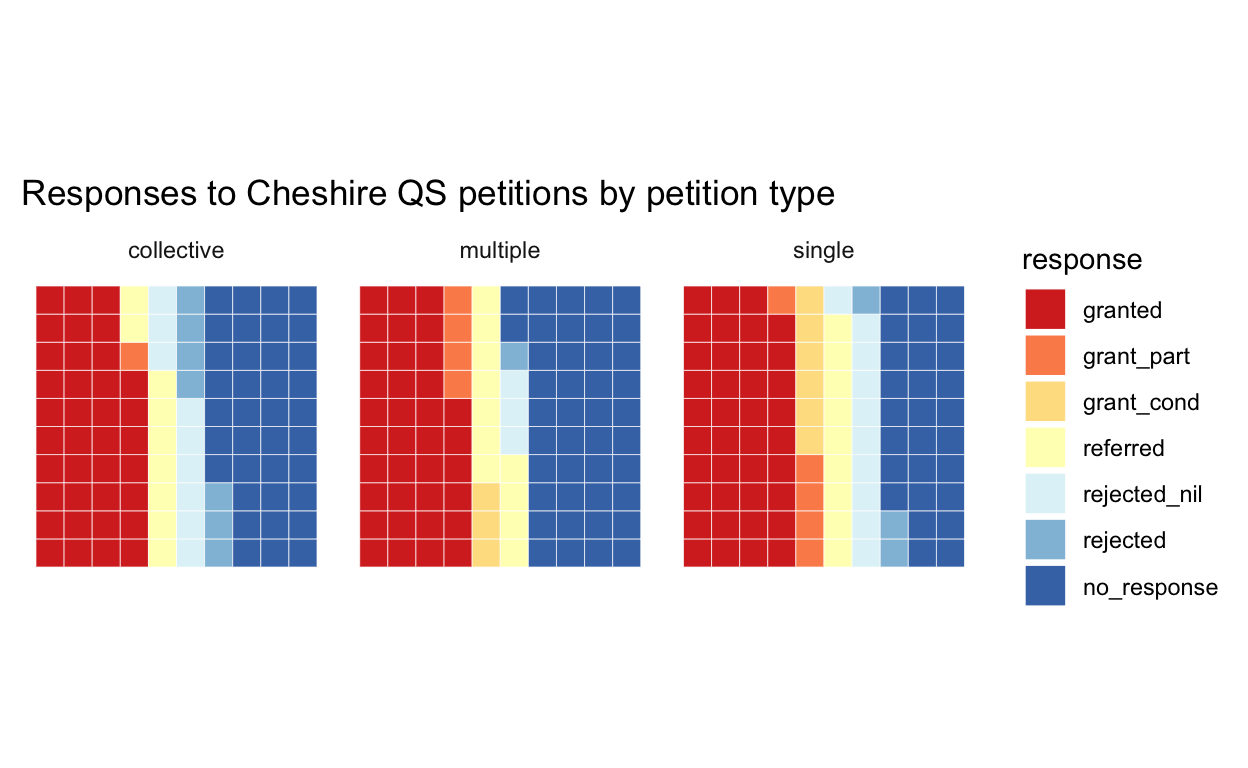 Responses to Cheshire QS petitions by petition type
collective
multiple
single
response
granted
grant_part
grant_cond
referred
rejected_nil
rejected
no_response